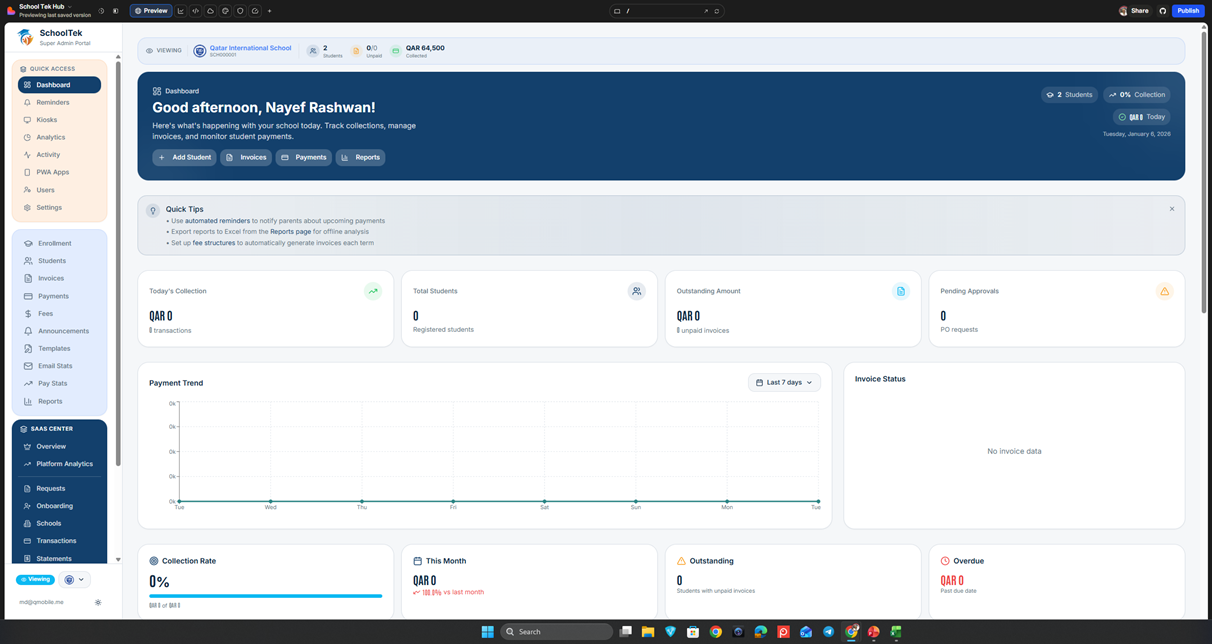 School Tek Hub
Previewing last saved version
Preview
/
Share
Publish
SchoolTek
Super Admin Portal
QUICK ACCESS
Dashboard
Reminders
Kiosks
Analytics
Activity
PWA Apps
Users
Settings
Enrollment
Students
Invoices
Payments
Fees
Announcements
Templates
Email Stats
Pay Stats
Reports
SAAS CENTER
Overview
Platform Analytics
Requests
Onboarding
Schools
Transactions
Statements
Viewing
md@qmobile.me
VIEWING
Qatar International School
SCH000001
2
Students
0/0
Unpaid
QAR 64,500
Collected
Dashboard
Good afternoon, Nayef Rashwan!
Here's what's happening with your school today. Track collections, manage
invoices, and monitor student payments.
+ Add Student
Invoices
Payments
Reports
2 Students
0% Collection
QAR 0 Today
Tuesday, January 6, 2026
Quick Tips
• Use automated reminders to notify parents about upcoming payments
• Export reports to Excel from the Reports page for offline analysis
• Set up fee structures to automatically generate invoices each term
Today's Collection
QAR 0
0 transactions
Total Students
0
Registered students
Outstanding Amount
QAR 0
0 unpaid invoices
Pending Approvals
0
PO requests
Payment Trend
Last 7 days
0k
0k
0k
0k
0k
Tue Wed Thu Fri Sat Sun Mon Tue
Invoice Status
No invoice data
Collection Rate
0%
QAR 0 of QAR 0
This Month
QAR 0
100.0% vs last month
Outstanding
0
Students with unpaid invoices
Overdue
QAR 0
Past due date
Search